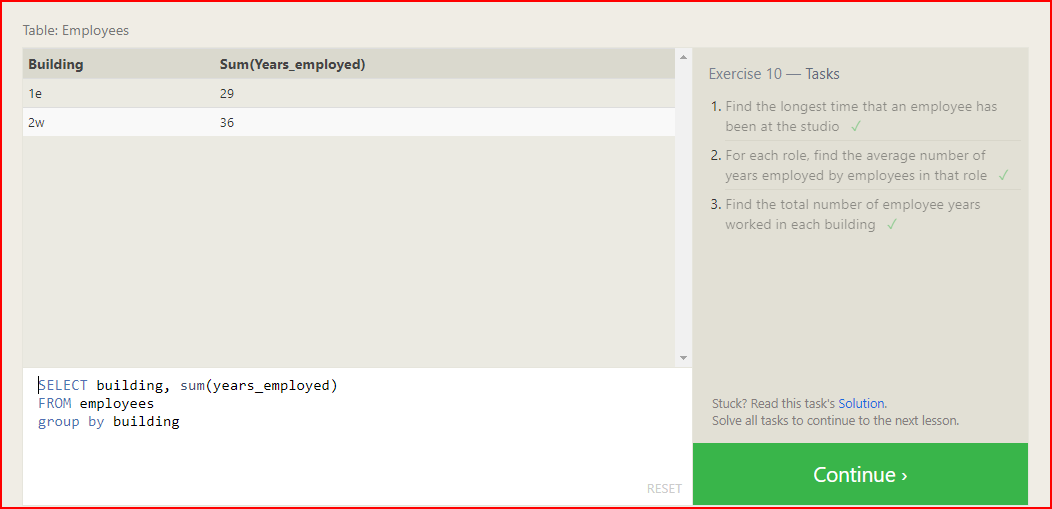 Table: Employees
Building Sum(Years_employed)
1e 29
2w 36
SELECT building, sum(years_employed)
FROM employees
group by building
RESET
Exercise 10 — Tasks
1. Find the longest time that an employee has
been at the studio ✓
2. For each role, find the average number of
years employed by employees in that role ✓
3. Find the total number of employee years
worked in each building ✓
Stuck? Read this task's Solution.
Solve all tasks to continue to the next lesson.
Continue ›